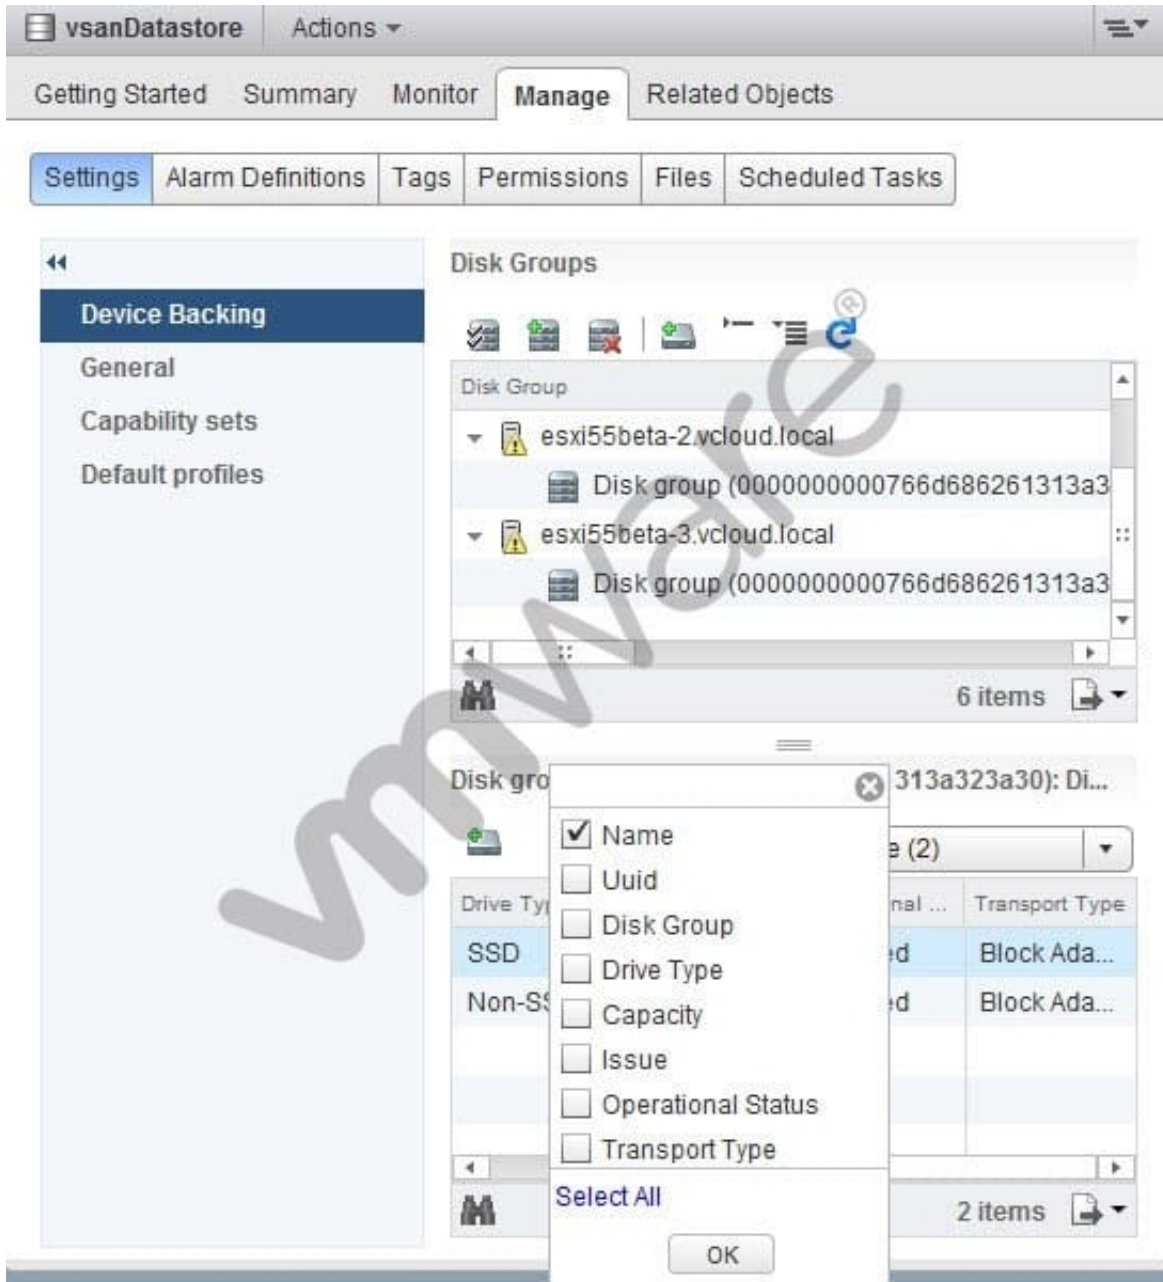 vsanDatastore Actions
Getting Started Summary Monitor Manage Related Objects
Settings Alarm Definitions Tags Permissions Files Scheduled Tasks
Device Backing
General
Capability sets
Default profiles
Disk Groups
Disk Group
esxi55beta-2.vcloud.local
Disk group (0000000000766d686261313a3
esxi55beta-3.vcloud.local
Disk group (0000000000766d686261313a3
6 items
Disk gro 313a323a30): Di...
Name
Uuid
Disk Group
Drive Type
Capacity
Issue
Operational Status
Transport Type
Select All
OK
e (2)
Drive Ty nal ... Transport Type
SSD ed Block Ada...
Non-SS ed Block Ada...
2 items
vmware®